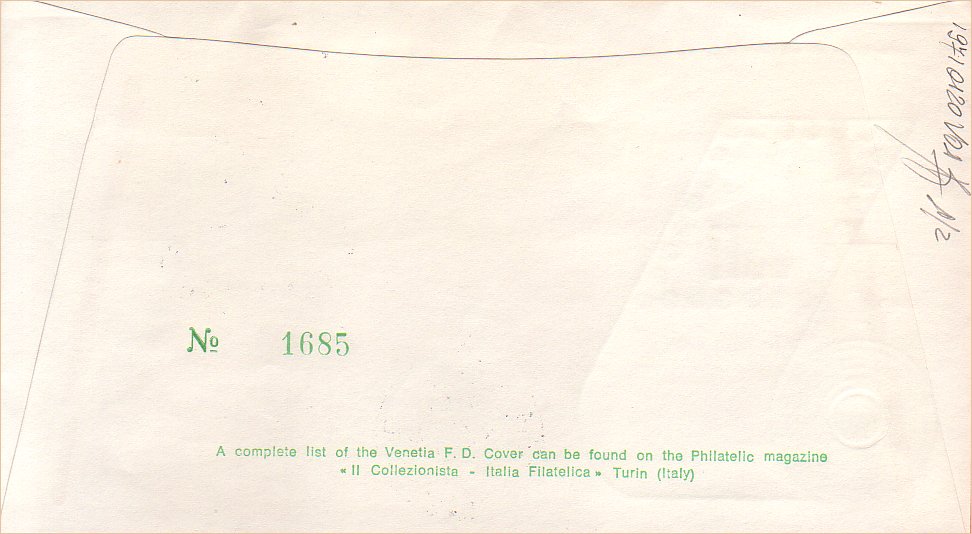 No 1685
A complete list of the Venetia F. D. Cover can be found on the Philatelic magazine
« Il Collezionista - Italia Filatelica » Turin (Italy)